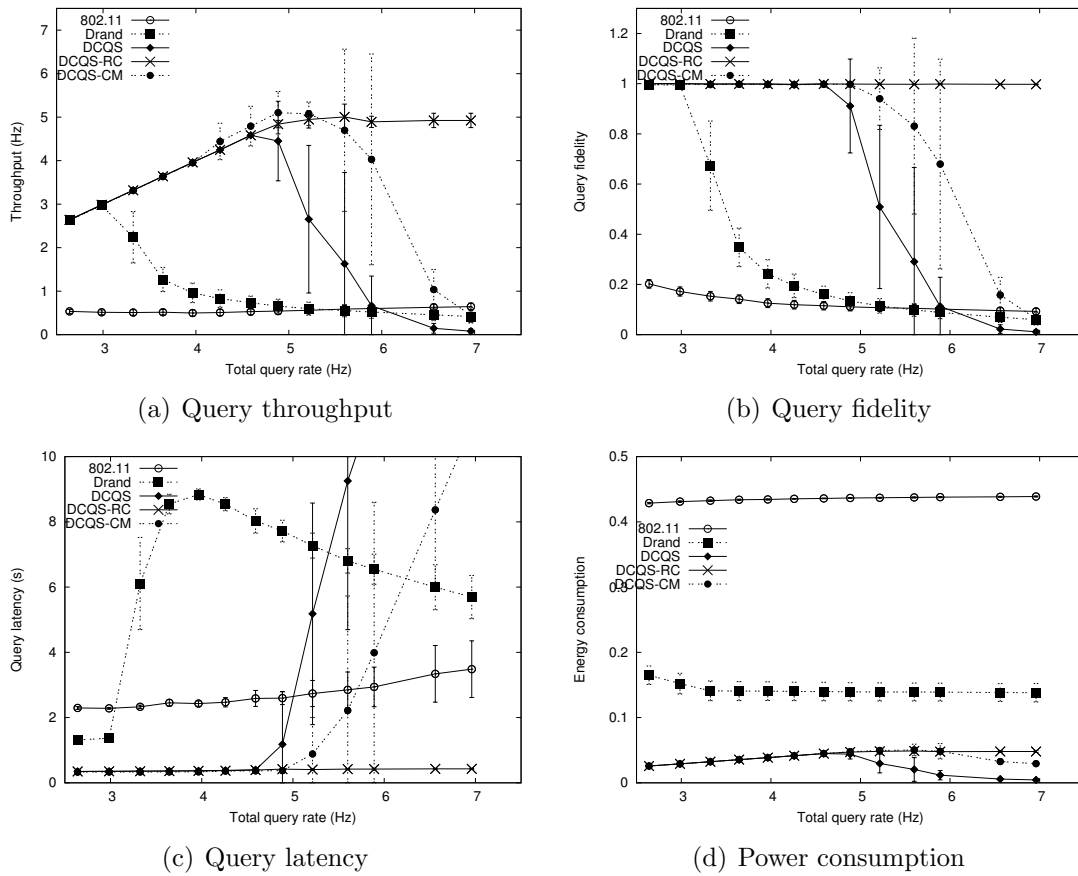 7
6
5
4
3
2
1
0
Throughput (Hz)
802.11
Drand
DCQS
DCQS-RC
DCQS-CM
3 4 5 6 7
Total query rate (Hz)
(a) Query throughput
1.2
1
0.8
0.6
0.4
0.2
0
Query fidelity
802.11
Drand
DCQS
DCQS-RC
DCQS-CM
3 4 5 6 7
Total query rate (Hz)
(b) Query fidelity
10
8
6
4
2
0
Query latency (s)
802.11
Drand
DCQS
DCQS-RC
DCQS-CM
3 4 5 6 7
Total query rate (Hz)
(c) Query latency
0.5
0.4
0.3
0.2
0.1
0
Energy consumption
802.11
Drand
DCQS
DCQS-RC
DCQS-CM
3 4 5 6 7
Total query rate (Hz)
(d) Power consumption